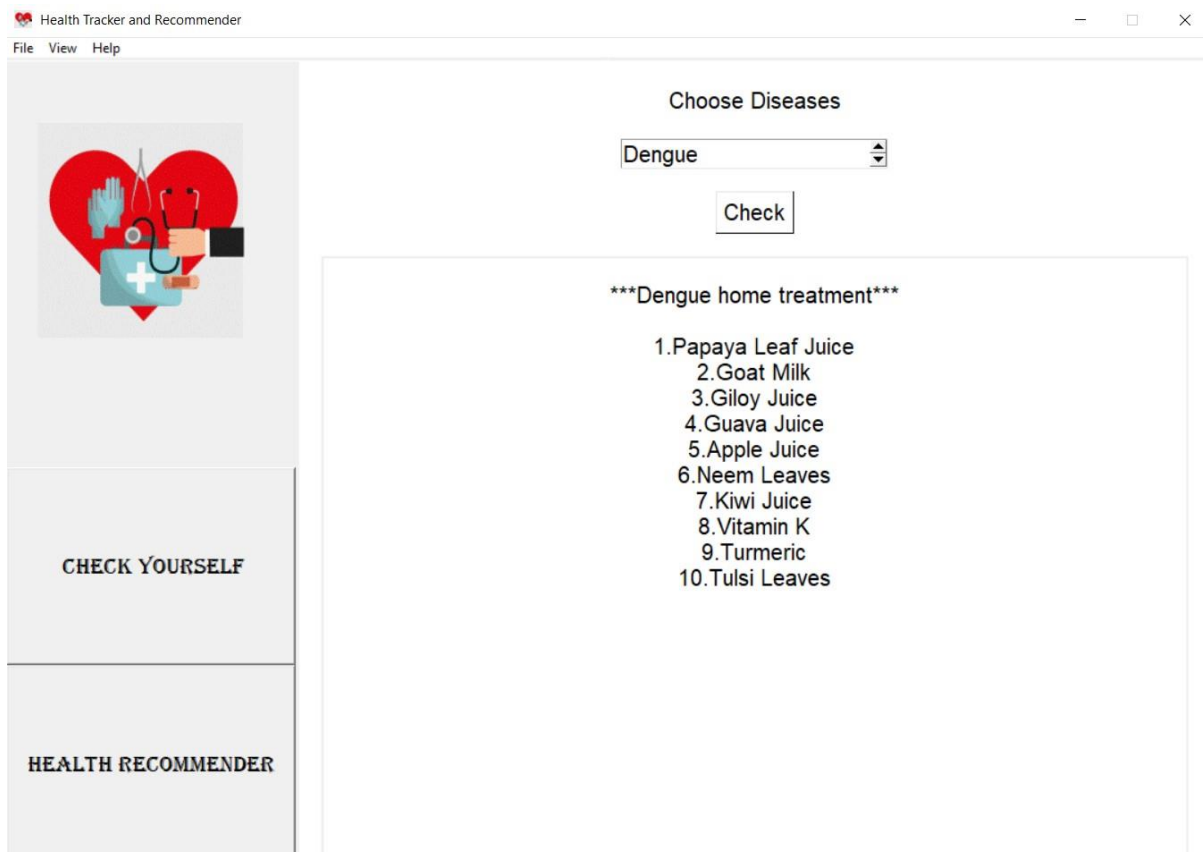 Health Tracker and Recommender
File View Help
Choose Diseases
Dengue
Check
***Dengue home treatment***
1.Papaya Leaf Juice
2.Goat Milk
3.Giloy Juice
4.Guava Juice
5.Apple Juice
6.Neem Leaves
7.Kiwi Juice
8.Vitamin K
9.Turmeric
10.Tulsi Leaves
CHECK YOURSELF
HEALTH RECOMMENDER